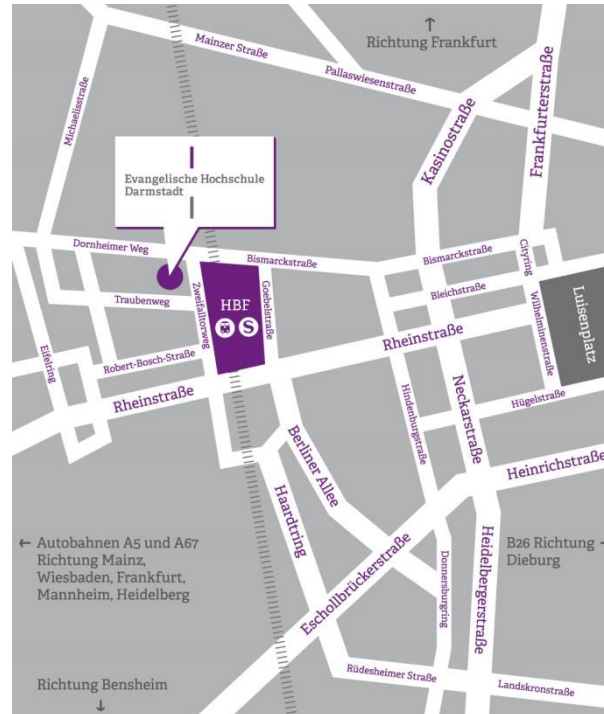 Richtung Frankfurt
Mainzer Straße
Pallaswiesenstraße
Michaelisstraße
Kasinostraße
Frankfurterstraße
Evangelische Hochschule
Darmstadt
Dornheimer Weg
Bismarckstraße
Bismarckstraße
Cityring
Traubenweg
Zweifalltorweg
HBF
S
Goebelstraße
Bleichstraße
Wilhelminenstraße
Luisenplatz
Rheinstraße
Eifelring
Robert-Bosch-Straße
Rheinstraße
Hindenburgstraße
Neckarstraße
Hügelstraße
Berliner Allee
Haardtring
Heinrichstraße
← Autobahnen A5 und A67
Richtung Mainz,
Wiesbaden, Frankfurt,
Mannheim, Heidelberg
Eschollbrückerstraße
Donnersburgring
Heidelbergerstraße
B26 Richtung →
Dieburg
Rüdesheimer Straße
Landskronstraße
Richtung Bensheim